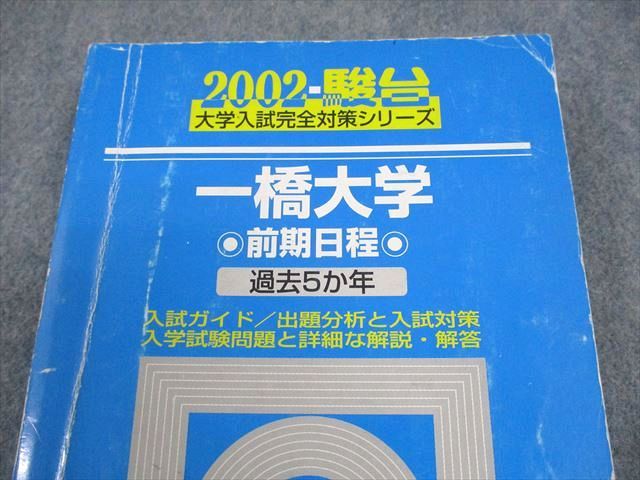 2002-駿台
大学入試完全対策シリーズ
一橋大学
◎前期日程◎
過去5か年
入試ガイド／出題分析と入試対策
入学試験問題と詳細な解説・解答